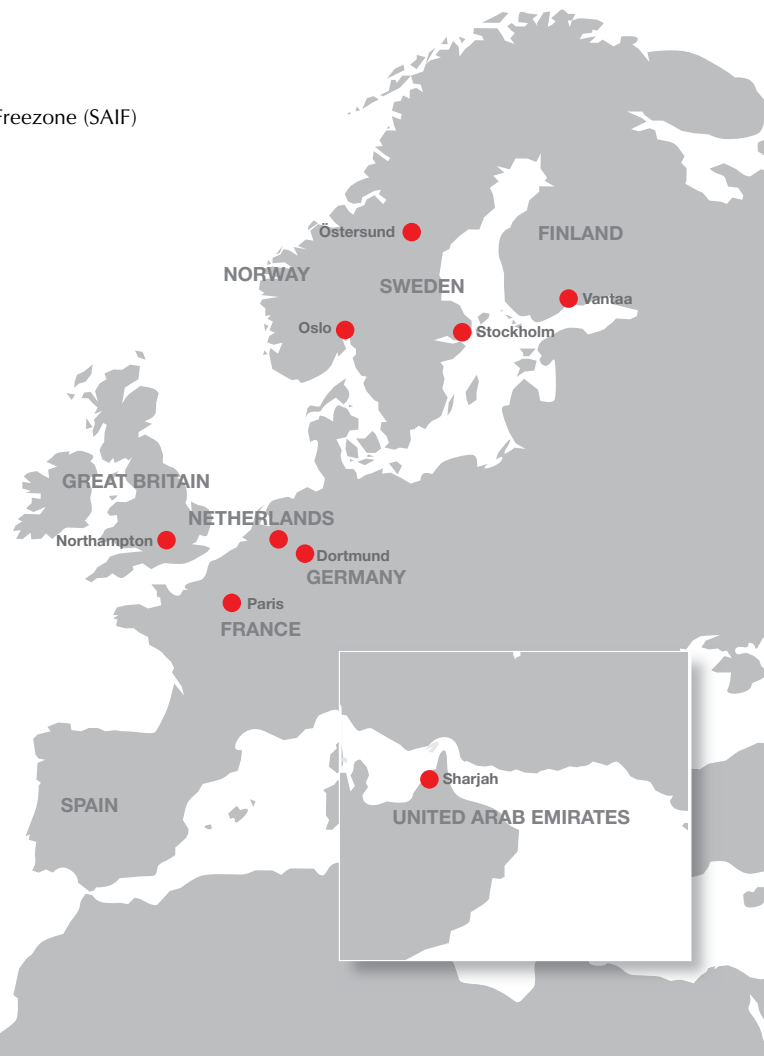 Freezone (SAIF)
Östersund
FINLAND
NORWAY
SWEDEN
Vantaa
Oslo
Stockholm
GREAT BRITAIN
NETHERLANDS
Northampton
Dortmund
GERMANY
Paris
FRANCE
Sharjah
SPAIN
UNITED ARAB EMIRATES